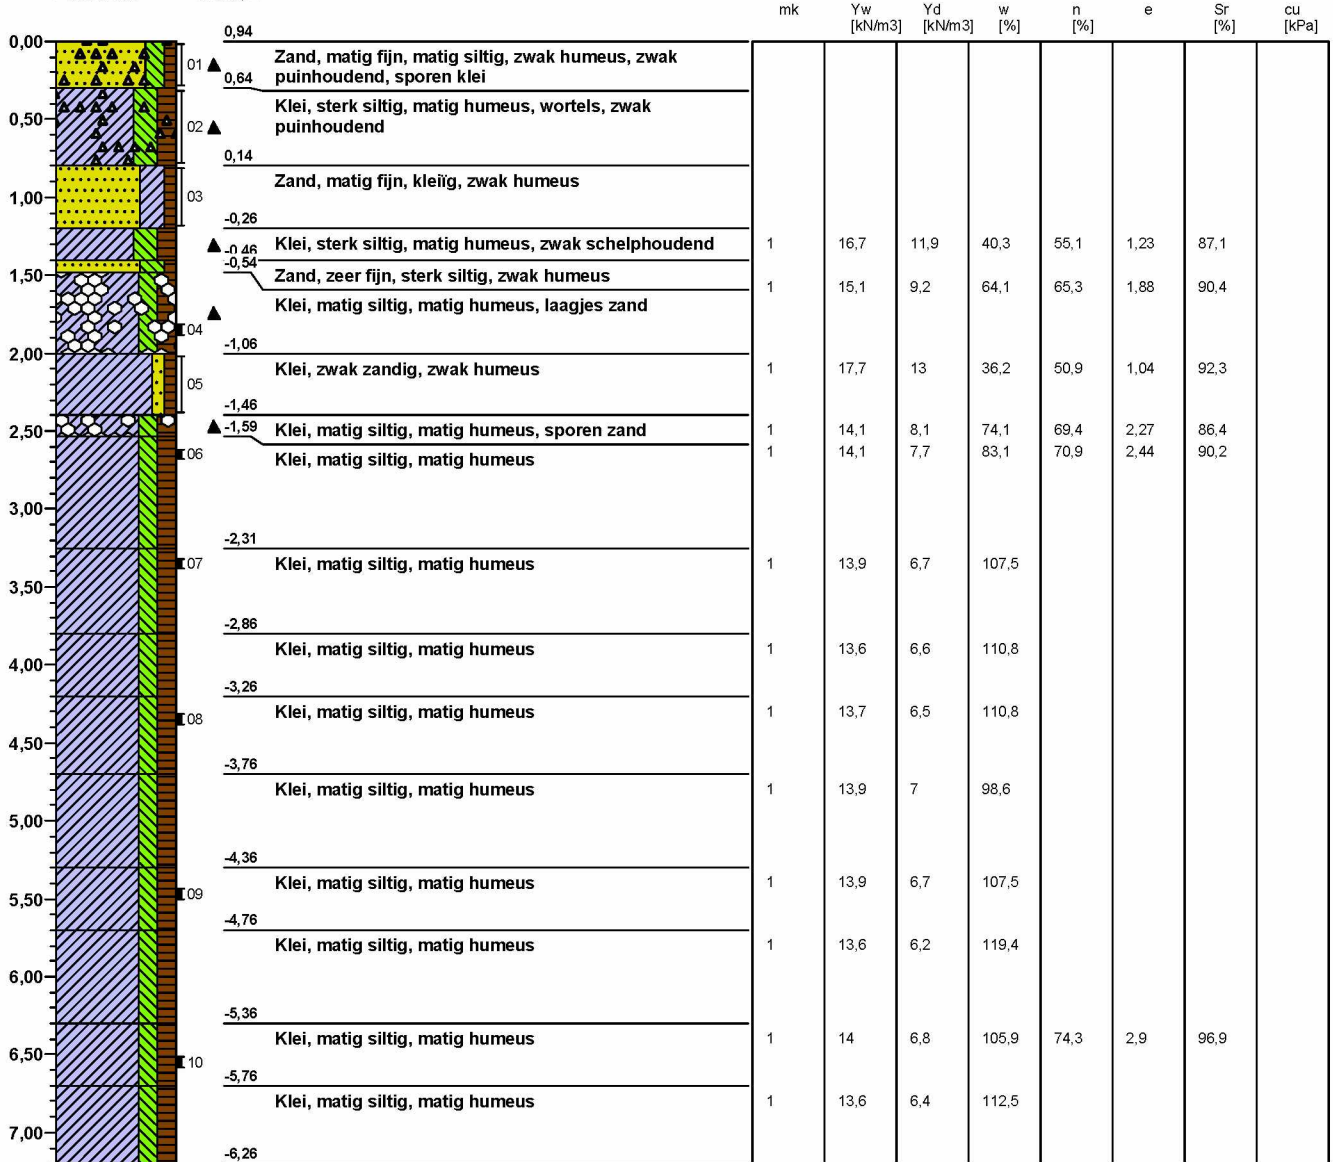 mk Yw Yd w n e Sr cu
[kN/m3] [kN/m3] [%] [%] [%] [kPa]
0,94
0,00
01 Zand, matig fijn, matig siltig, zwak humeus, zwak
puinhoudend, sporen klei
0,64
Klei, sterk siltig, matig humeus, wortels, zwak
0,50 02 puinhoudend
0,14
Zand, matig fijn, kleiïg, zwak humeus
1,00 03
-0,26
Klei, sterk siltig, matig humeus, zwak schelphoudend 1 16,7 11,9 40,3 55,1 1,23 87,1
-0,46
-0,54
1,50 Zand, zeer fijn, sterk siltig, zwak humeus
1 15,1 9,2 64,1 65,3 1,88 90,4
Klei, matig siltig, matig humeus, laagjes zand
04
-1,06
2,00
Klei, zwak zandig, zwak humeus 1 17,7 13 36,2 50,9 1,04 92,3
05
-1,46
2,50 -1,59 Klei, matig siltig, matig humeus, sporen zand 1 14,1 8,1 74,1 69,4 2,27 86,4
06 Klei, matig siltig, matig humeus 1 14,1 7,7 83,1 70,9 2,44 90,2
3,00
-2,31
07 Klei, matig siltig, matig humeus 1 13,9 6,7 107,5
3,50
-2,86
Klei, matig siltig, matig humeus 1 13,6 6,6 110,8
4,00
-3,26
08 Klei, matig siltig, matig humeus 1 13,7 6,5 110,8
4,50
-3,76
Klei, matig siltig, matig humeus 1 13,9 7 98,6
5,00
-4,36
Klei, matig siltig, matig humeus 1 13,9 6,7 107,5
5,50 09
-4,76
Klei, matig siltig, matig humeus 1 13,6 6,2 119,4
6,00
-5,36
Klei, matig siltig, matig humeus 1 14 6,8 105,9 74,3 2,9 96,9
6,50 10
-5,76
Klei, matig siltig, matig humeus 1 13,6 6,4 112,5
7,00
-6,26